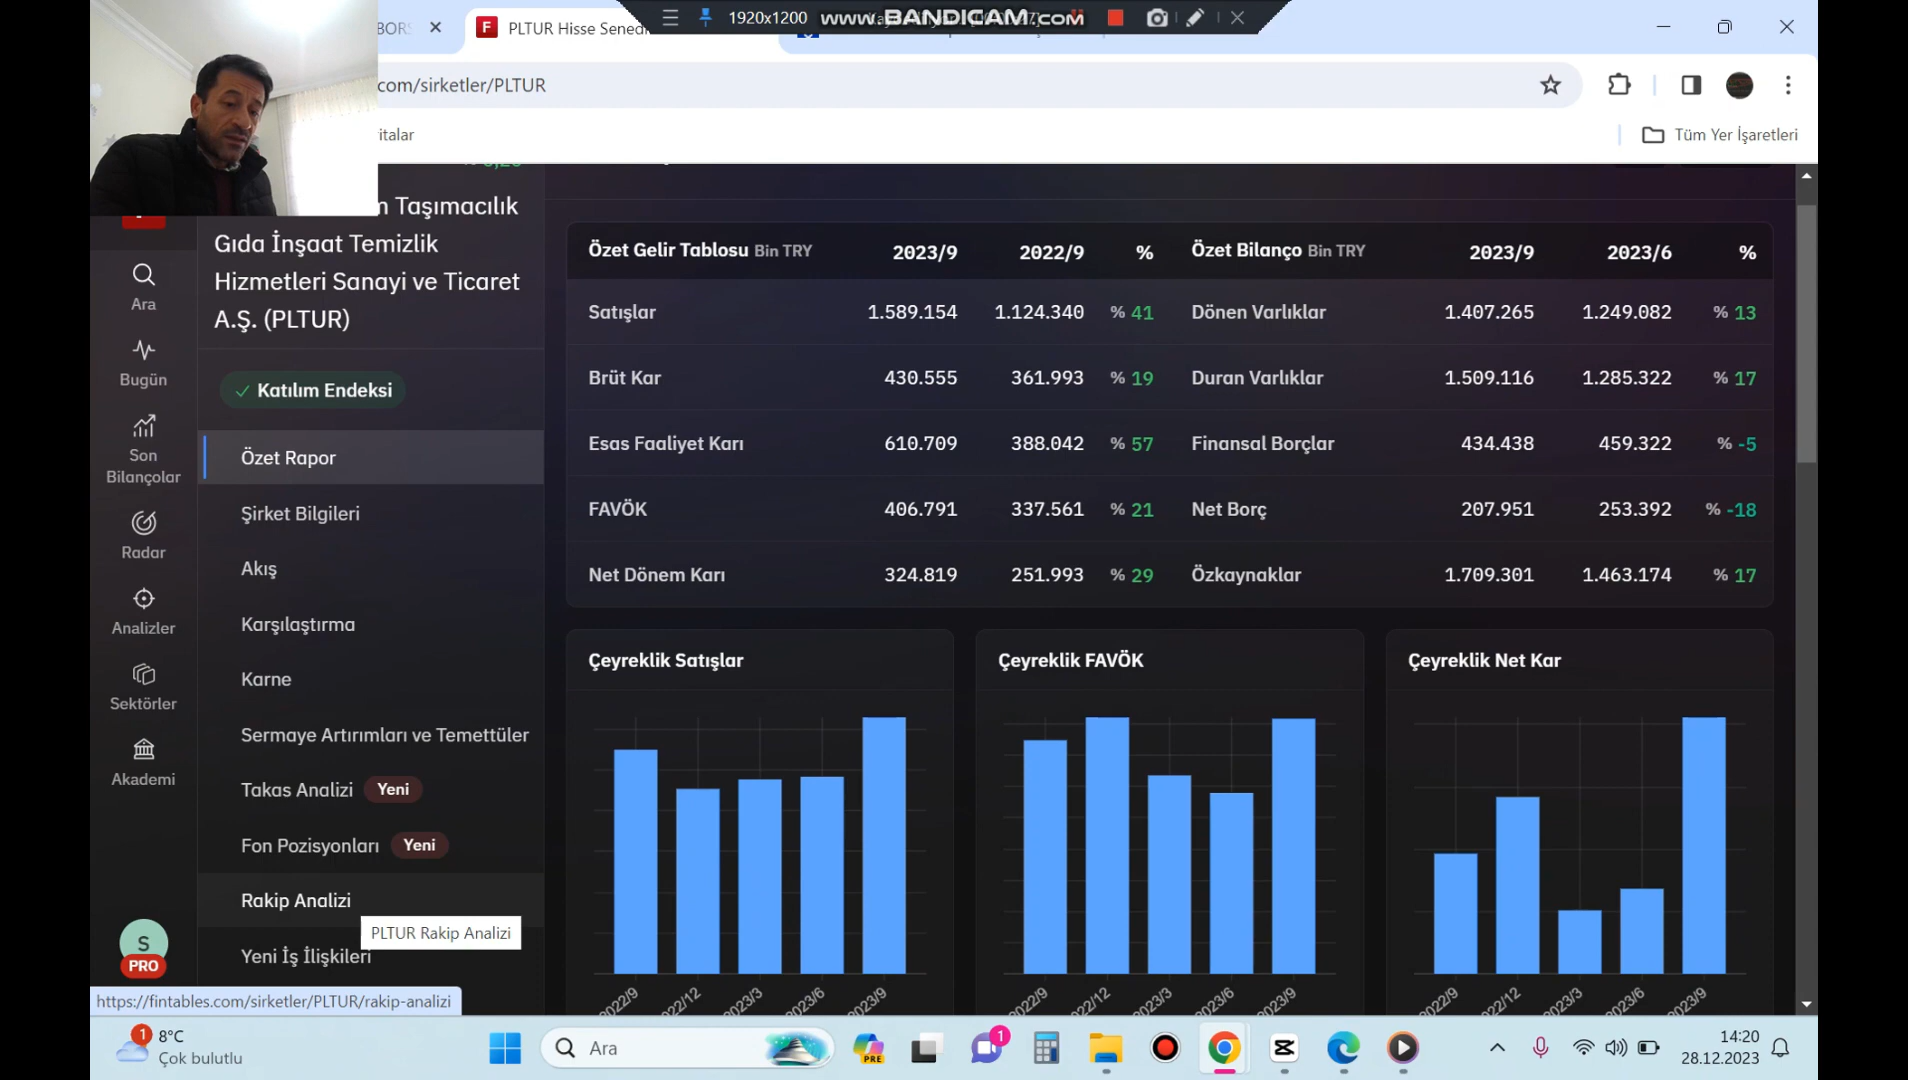 BORS
PLTUR Hisse Sened
1920x1200
www.BANDICAM.com
com/sirketler/PLTUR
italar
Tüm Yer İşaretleri
m Taşımacılık
Gıda İnşaat Temizlik
Hizmetleri Sanayi ve Ticaret
A.Ş. (PLTUR)
Katılım Endeksi
Ara
Bugün
Son
Bilançolar
Radar
Analizler
Sektörler
Akademi
S
PRO
Özet Rapor
Şirket Bilgileri
Akış
Karşılaştırma
Karne
Sermaye Artırımları ve Temettüler
Takas Analizi Yeni
Fon Pozisyonları Yeni
Rakip Analizi
PLTUR Rakip Analizi
Yeni İş İlişkileri
https://fintables.com/sirketler/PLTUR/rakip-analizi
Özet Gelir Tablosu Bin TRY 2023/9 2022/9 %
Satışlar 1.589.154 1.124.340 % 41
Brüt Kar 430.555 361.993 % 19
Esas Faaliyet Karı 610.709 388.042 % 57
FAVÖK 406.791 337.561 % 21
Net Dönem Karı 324.819 251.993 % 29
Özet Bilanço Bin TRY 2023/9 2023/6 %
Dönen Varlıklar 1.407.265 1.249.082 % 13
Duran Varlıklar 1.509.116 1.285.322 % 17
Finansal Borçlar 434.438 459.322 % -5
Net Borç 207.951 253.392 % -18
Özkaynaklar 1.709.301 1.463.174 % 17
Çeyreklik Satışlar
2022/9 2022/12 2023/3 2023/6 2023/9
Çeyreklik FAVÖK
2022/9 2022/12 2023/3 2023/6 2023/9
Çeyreklik Net Kar
2022/9 2022/12 2023/3 2023/6 2023/9
1
8°C
Çok bulutlu
Ara
PRE
1
14:20
28.12.2023